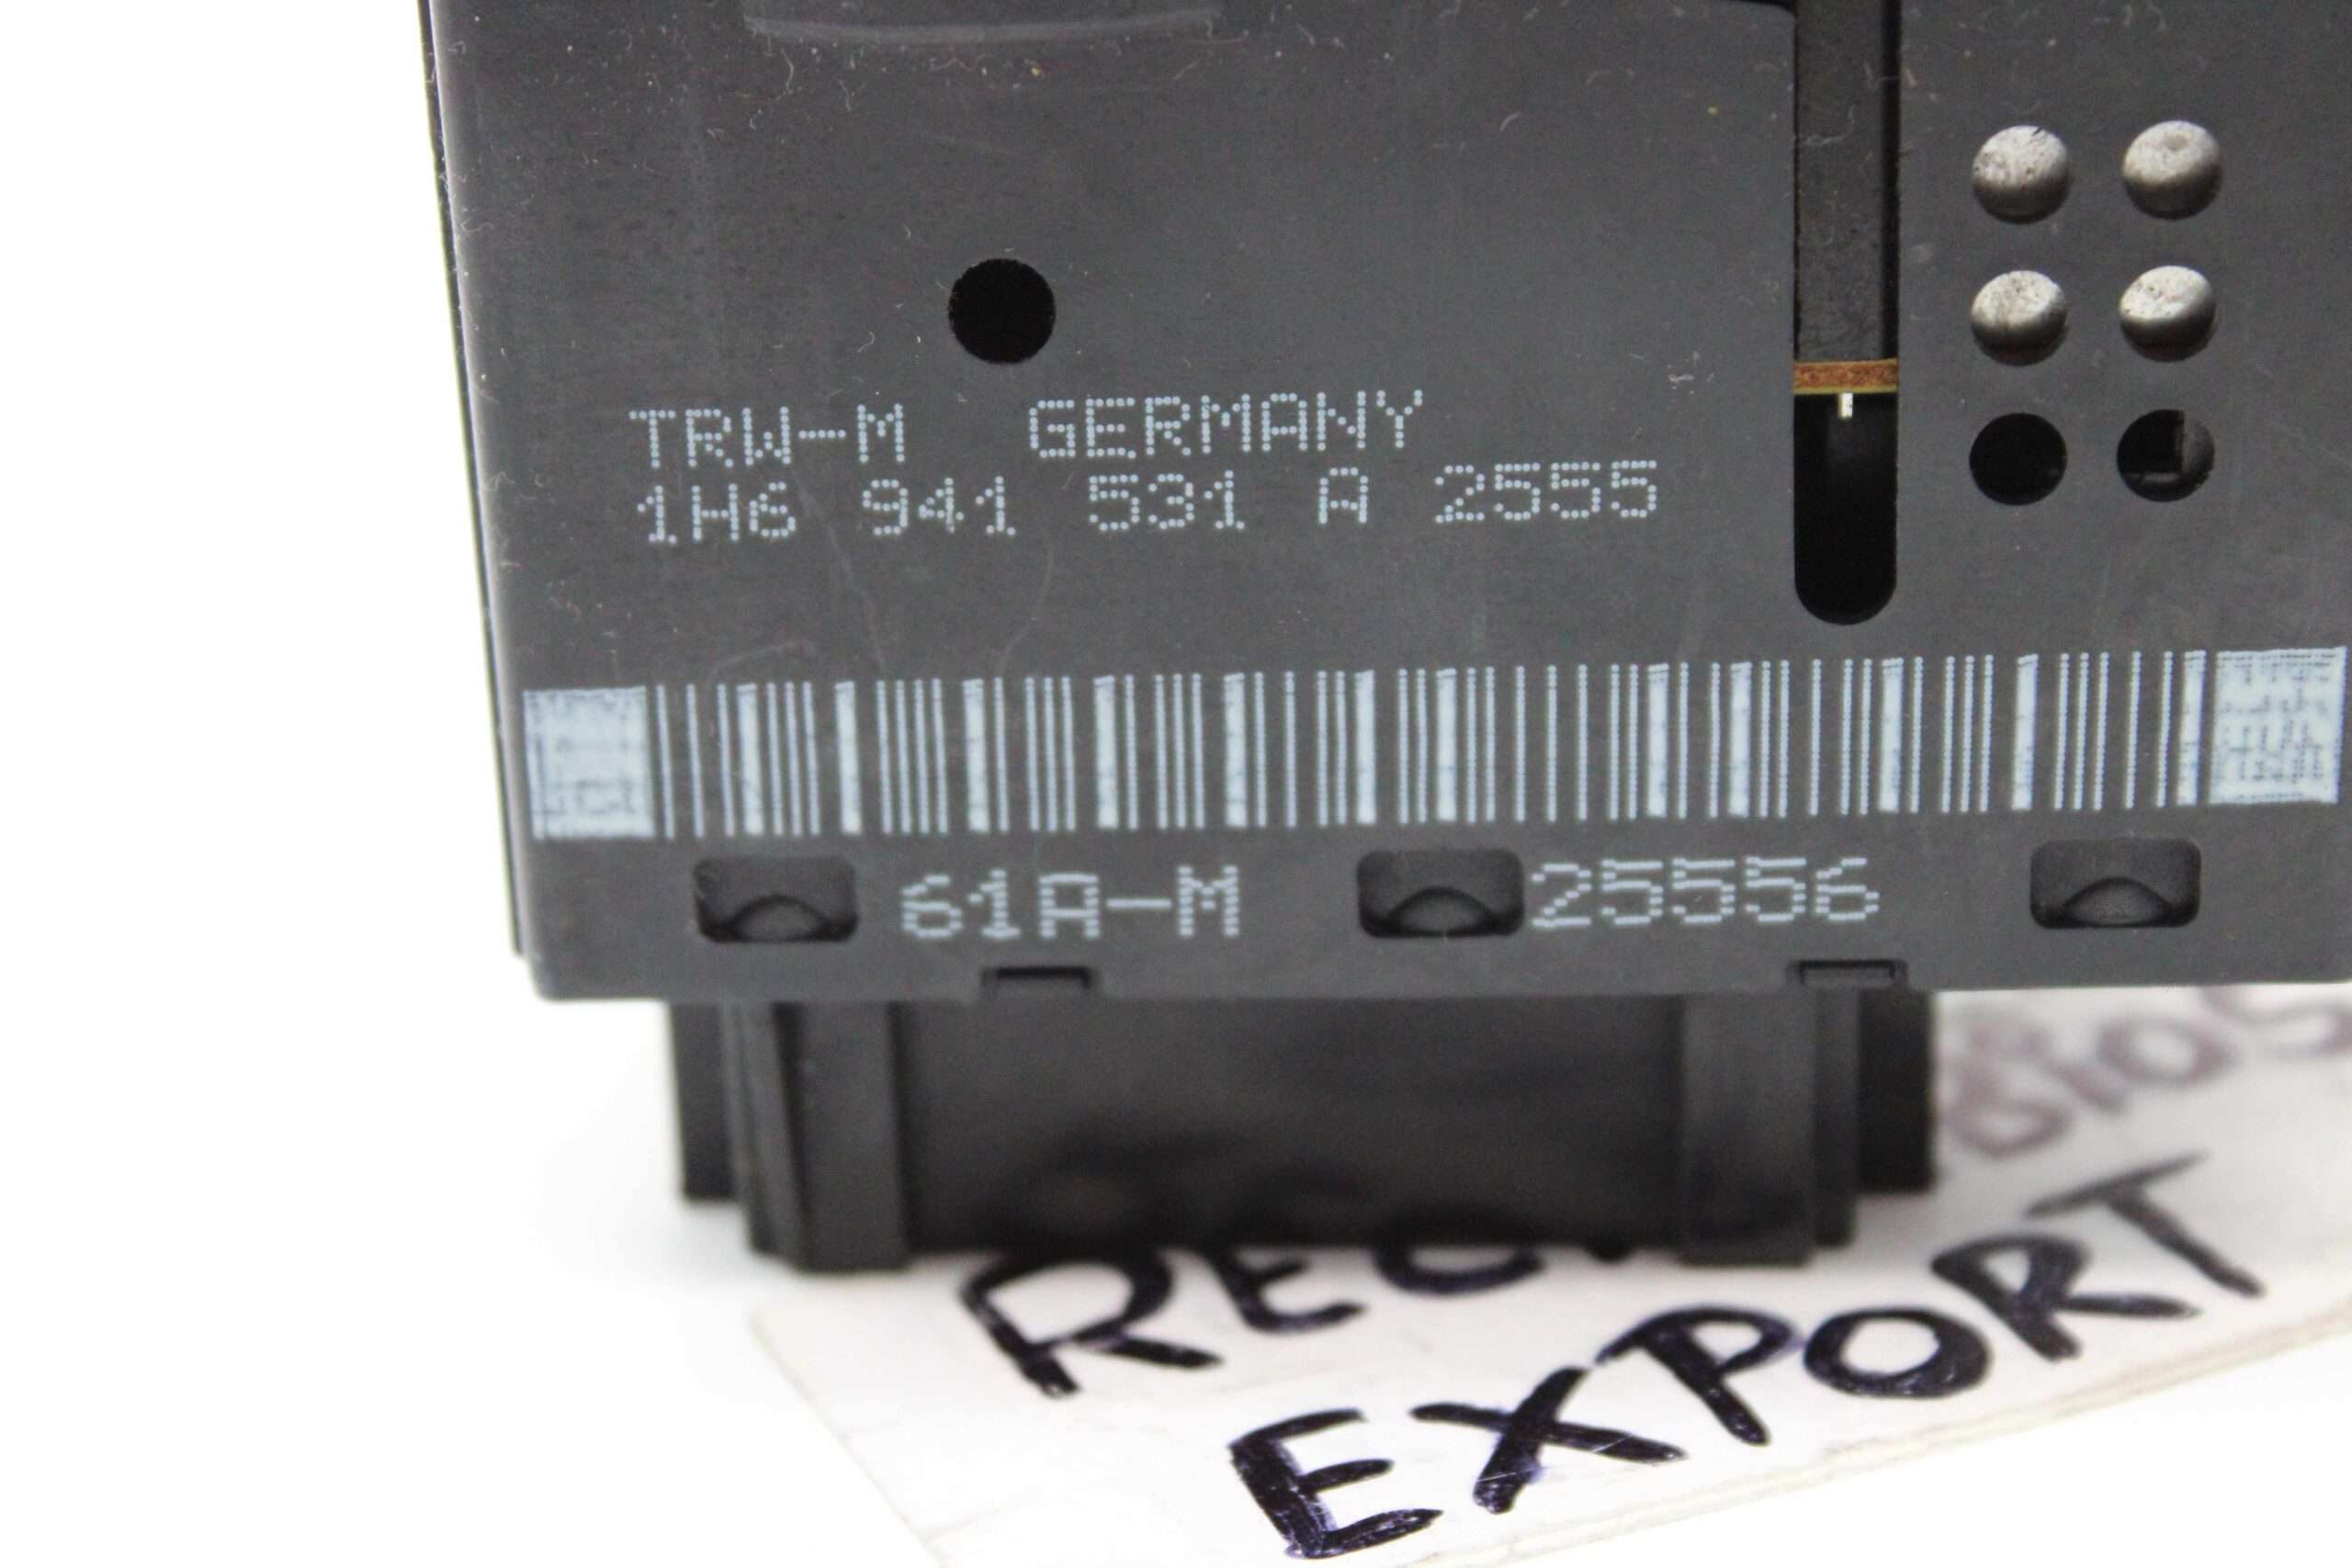 TRW-M GERMANY
1H6 941 531 A 2555
61A-M 25556
EXPORT